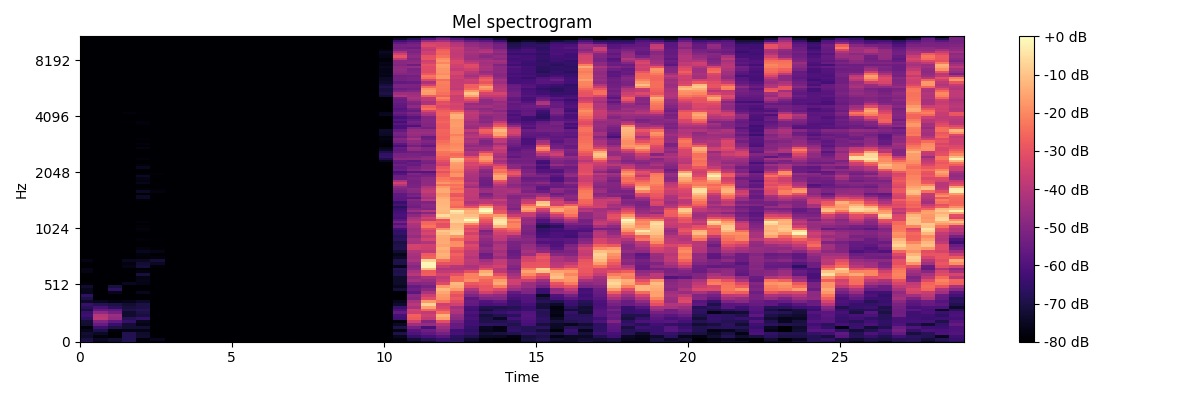 Mel spectrogram
+0 dB
8192
-10 dB
4096
-20 dB
-30 dB
2048
-40 dB
Hz
1024
-50 dB
-60 dB
512
-70 dB
0
-80 dB
0 5 10 15 20 25
Time